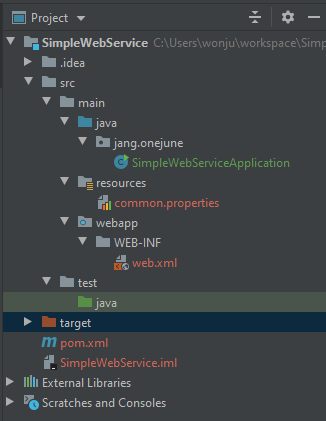 Project
SimpleWebService C:\Users\wonju\workspace\Sim
.idea
src
main
java
jang.onejune
SimpleWebServiceApplication
resources
common.properties
webapp
WEB-INF
web.xml
test
java
target
pom.xml
SimpleWebService.iml
External Libraries
Scratches and Consoles